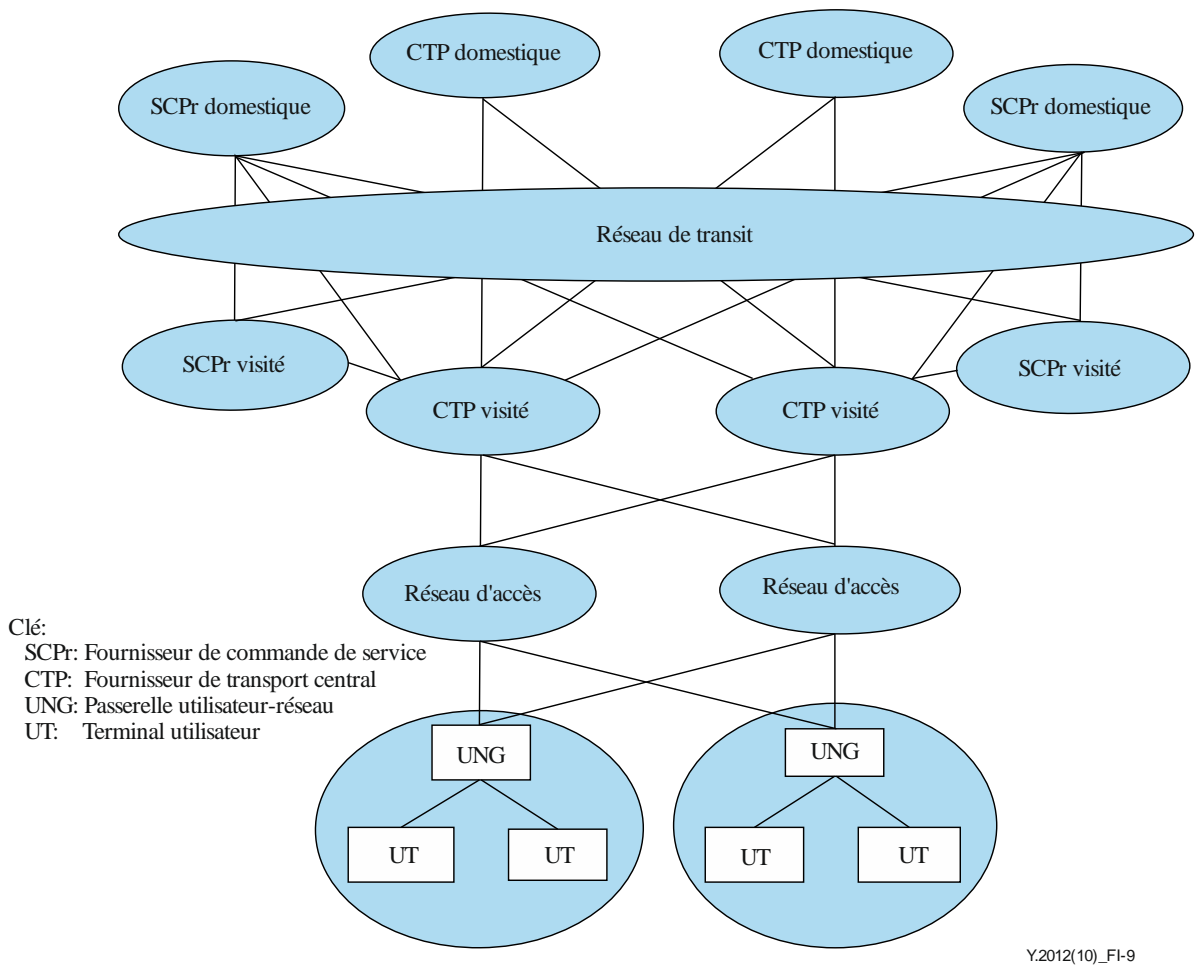 CTP domestique
CTP domestique
SCPr domestique
SCPr domestique
Réseau de transit
SCPr visité
SCPr visité
CTP visité
CTP visité
Réseau d'accès
Réseau d'accès
Clé:
SCPr: Fournisseur de commande de service
CTP: Fournisseur de transport central
UNG: Passerelle utilisateur-réseau
UT: Terminal utilisateur
UNG
UNG
UT
UT
UT
UT
Y.2012(10)_FI-9